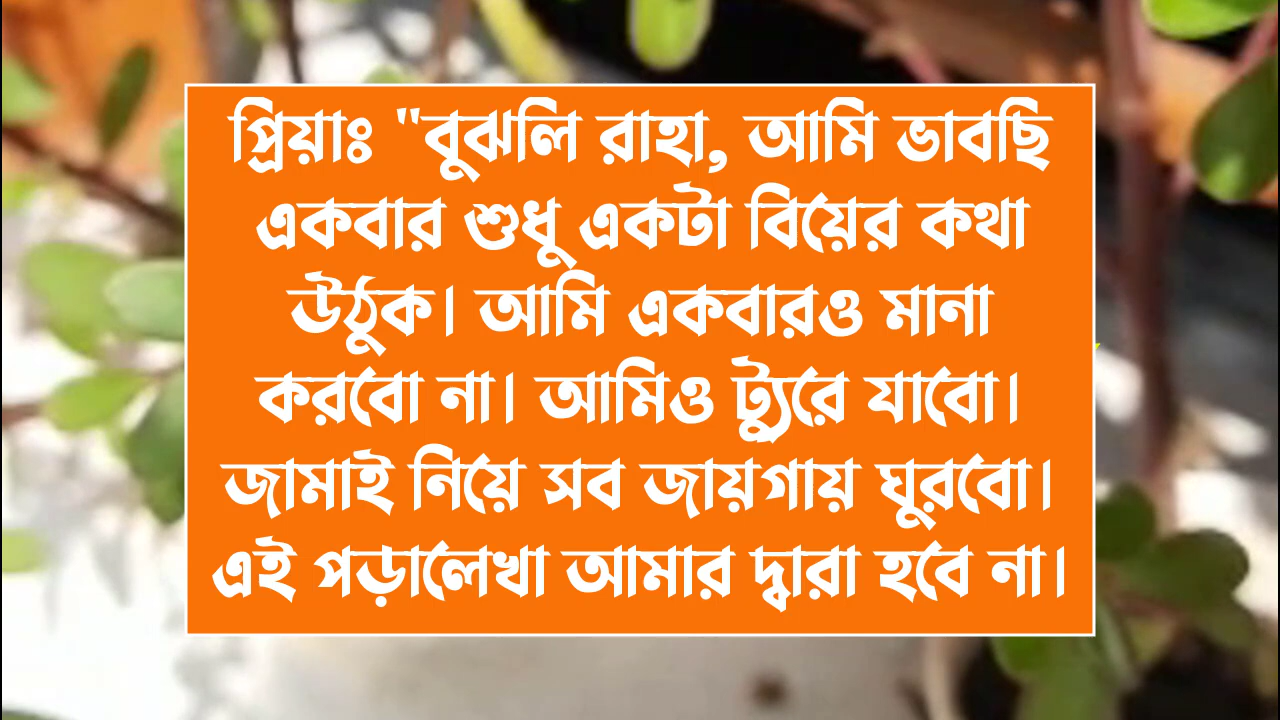 প্রিয়াঃ "বুঝলি রাহা, আমি ভাবছি
একবার শুধু একটা বিয়ের কথা
উঠুক। আমি একবারও মানা
করবো না। আমিও ট্যুরে যাবো।
জামাই নিয়ে সব জায়গায় ঘুরবো।
এই পড়ালেখা আমার দ্বারা হবে না।